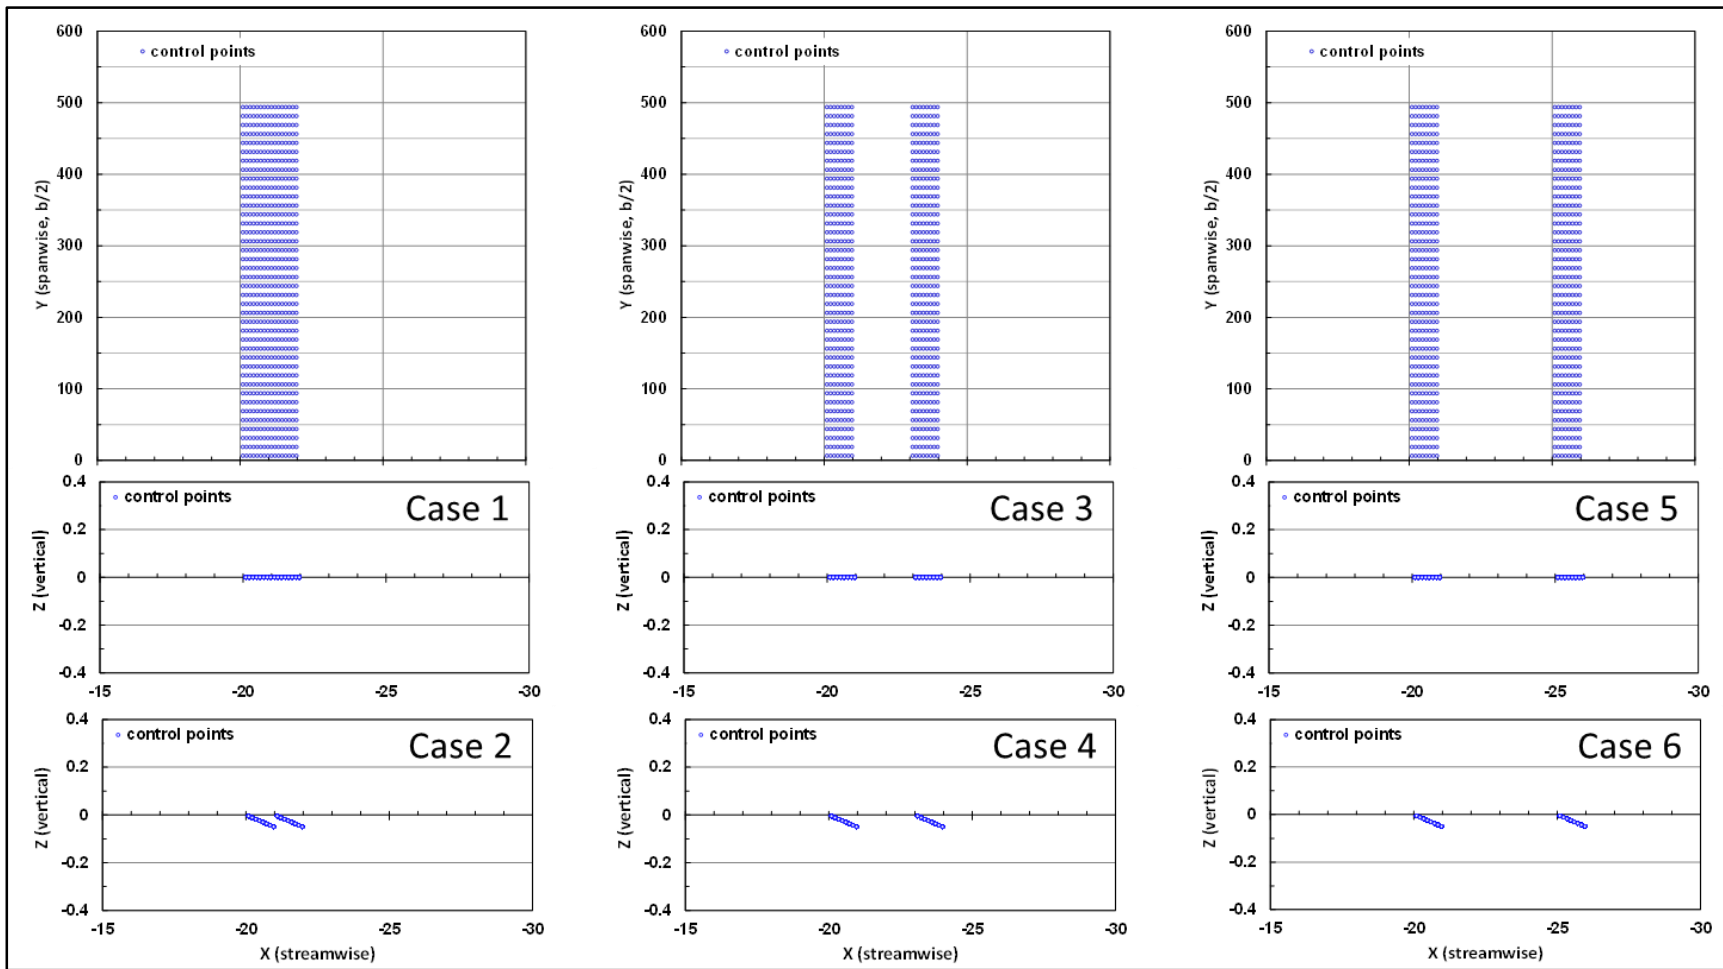 600
500
400
300
200
100
0
Y (spanwise, b/2)
control points
600
500
400
300
200
100
0
Y (spanwise, b/2)
control points
600
500
400
300
200
100
0
Y (spanwise, b/2)
control points
0.4
0.2
0
-0.2
-0.4
Z (vertical)
control points
Case 1
-15 -20 -25 -30
0.4
0.2
0
-0.2
-0.4
Z (vertical)
control points
Case 3
-15 -20 -25 -30
0.4
0.2
0
-0.2
-0.4
Z (vertical)
control points
Case 5
-15 -20 -25 -30
0.4
0.2
0
-0.2
-0.4
Z (vertical)
control points
Case 2
-15 -20 -25 -30
X (streamwise)
0.4
0.2
0
-0.2
-0.4
Z (vertical)
control points
Case 4
-15 -20 -25 -30
X (streamwise)
0.4
0.2
0
-0.2
-0.4
Z (vertical)
control points
Case 6
-15 -20 -25 -30
X (streamwise)